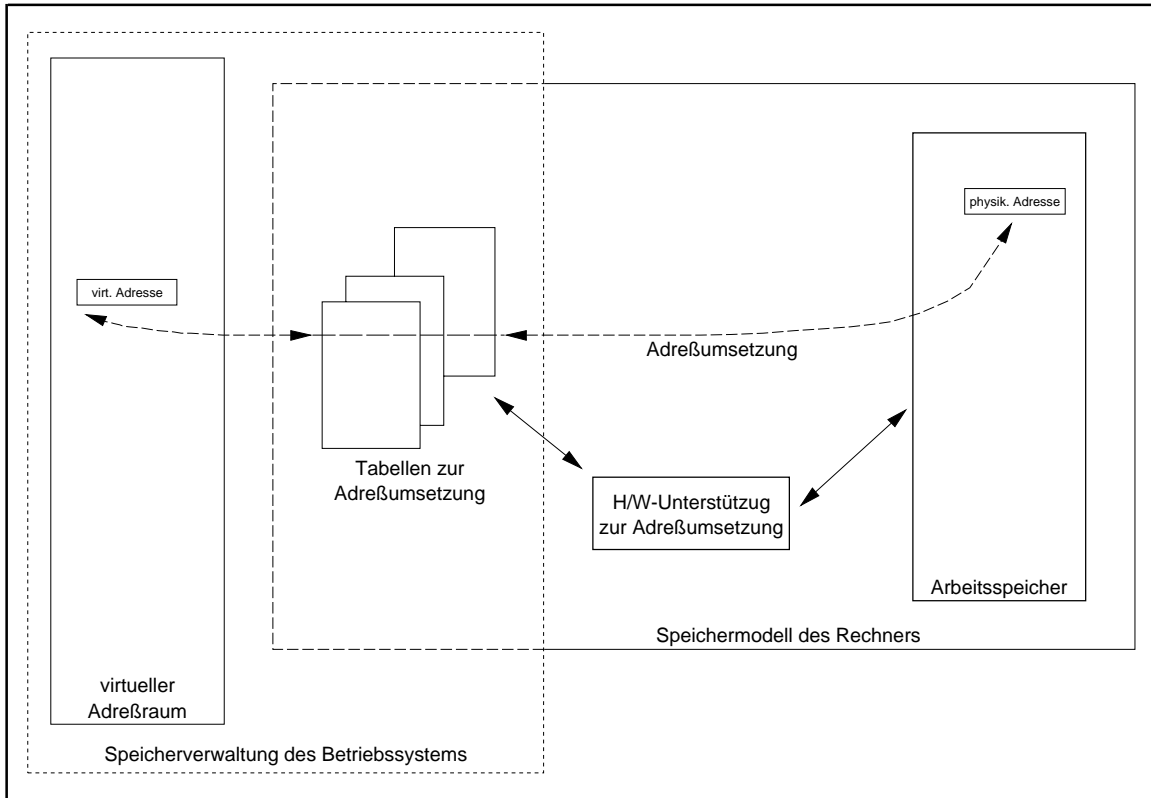 physik. Adresse
virt. Adresse
Adreßumsetzung
Tabellen zur
Adreßumsetzung
H/W-Unterstützug
zur Adreßumsetzung
Arbeitsspeicher
Speichermodell des Rechners
virtueller
Adreßraum
Speicherverwaltung des Betriebssystems